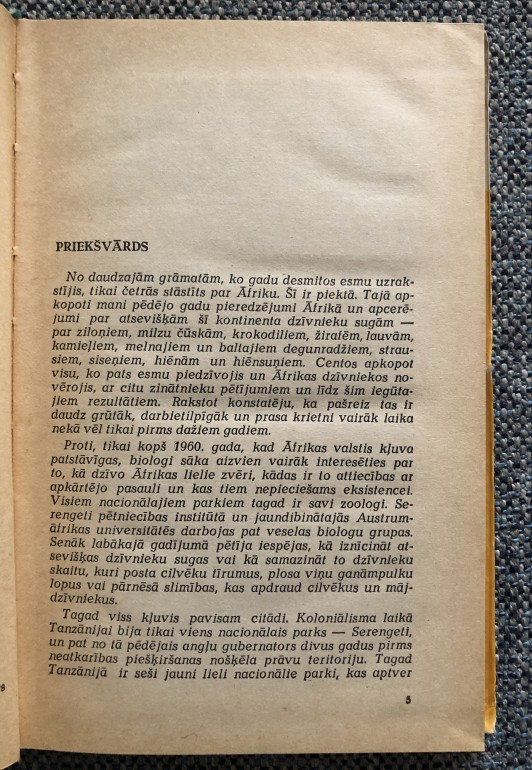 PRIEKŠVĀRDS
No daudzajām grāmatām, ko gadu desmitos esmu uzrak-
stījis, tikai četrās stāstīts par Āfriku. Šī ir piektā. Tajā ap-
kopoti mani pēdējo gadu pieredzējumi Āfrikā un apcerē-
jumi par atsevišķām šī kontinenta dzīvnieku sugām —
par ziloņiem, milzu čūskām, krokodiliem, žirafēm, lauvām,
kamieļiem, melnajiem un baltajiem degunradžiem, strau-
siem, siseņiem, hiēnām un hiēnsuņiem. Centos apkopot
visu, ko pats esmu piedzīvojis un Āfrikas dzīvniekos no-
vērojis, ar citu zinātnieku pētījumiem un līdz šim iegūta-
jiem rezultātiem. Rakstot konstatēju, ka pašreiz tas ir
daudz grūtāk, darbietilpīgāk un prasa krietni vairāk laika
nekā vēl tikai pirms dažiem gadiem.
Proti, tikai kopš 1960. gada, kad Āfrikas valstis kļuva
patstāvīgas, biologi sāka aizvien vairāk interesēties par
to, kā dzīvo Āfrikas lielie zvēri, kādas ir to attiecības ar
apkārtējo pasauli un kas tiem nepieciešams eksistencei.
Visiem nacionālajiem parkiem tagad ir savi zoologi. Se-
rengeti pētniecības institūtā un jaundibinātajās Austrum-
āfrikas universitātēs darbojas pat veselas biologu grupas.
Senāk labākajā gadījumā pētīja iespējas, kā iznīcināt at-
sevišķas dzīvnieku sugas vai kā samazināt to dzīvnieku
skaitu, kuri posta cilvēku tīrumus, plosa viņu ganāmpulku
lopus vai pārnēsā slimības, kas apdraud cilvēkus un māj-
dzīvniekus.
Tagad viss kļuvis pavisam citādi. Koloniālisma laikā
Tanzānijai bija tikai viens nacionālais parks — Serengeti,
un pat no tā pēdējais angļu gubernators divus gadus pirms
neatkarības piešķiršanas nošķēla prāvu teritoriju. Tagad
Tanzānijā ir seši jauni lieli nacionālie parki, kas aptver
5